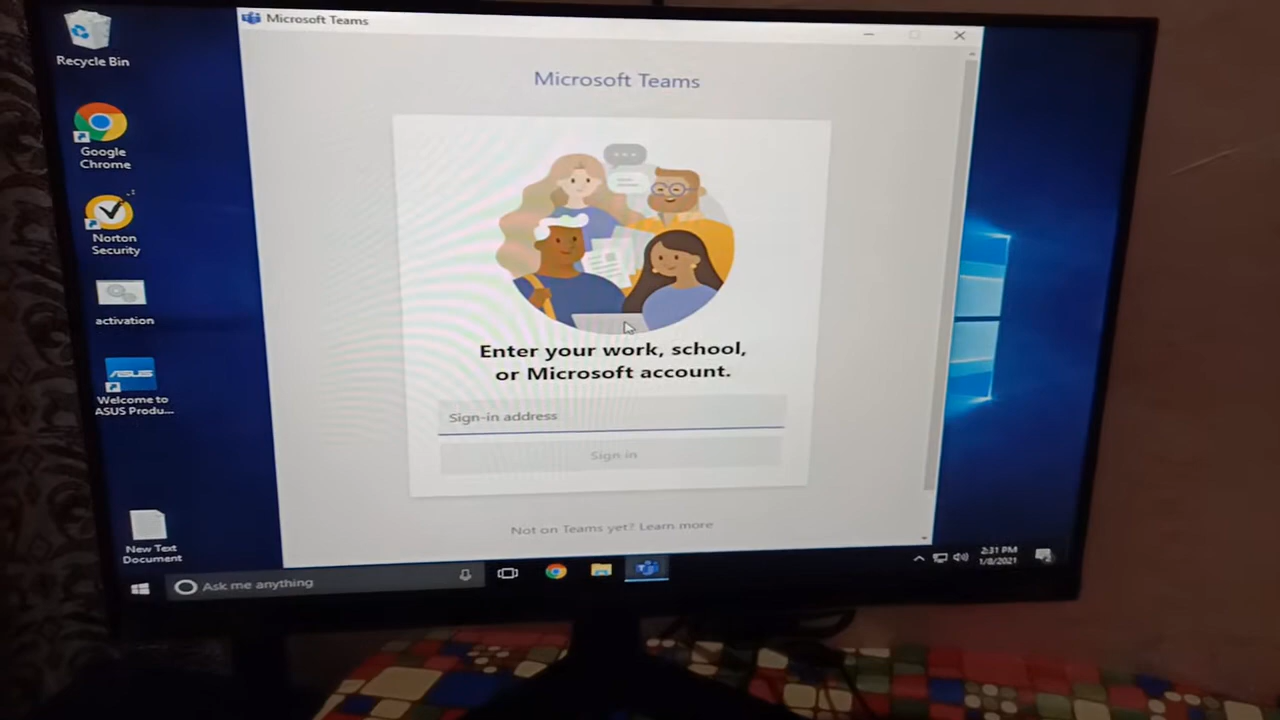 Microsoft Teams
Recycle Bin
Microsoft Teams
Google
Chrome
Norton
Security
activation
Enter your work, school,
or Microsoft account.
ASUS
Welcome to
ASUS Produ...
Sign-in address
Sign in
Not on Teams yet? Learn more
New Text
Document
Ask me anything
2:31 PM
1/8/2021